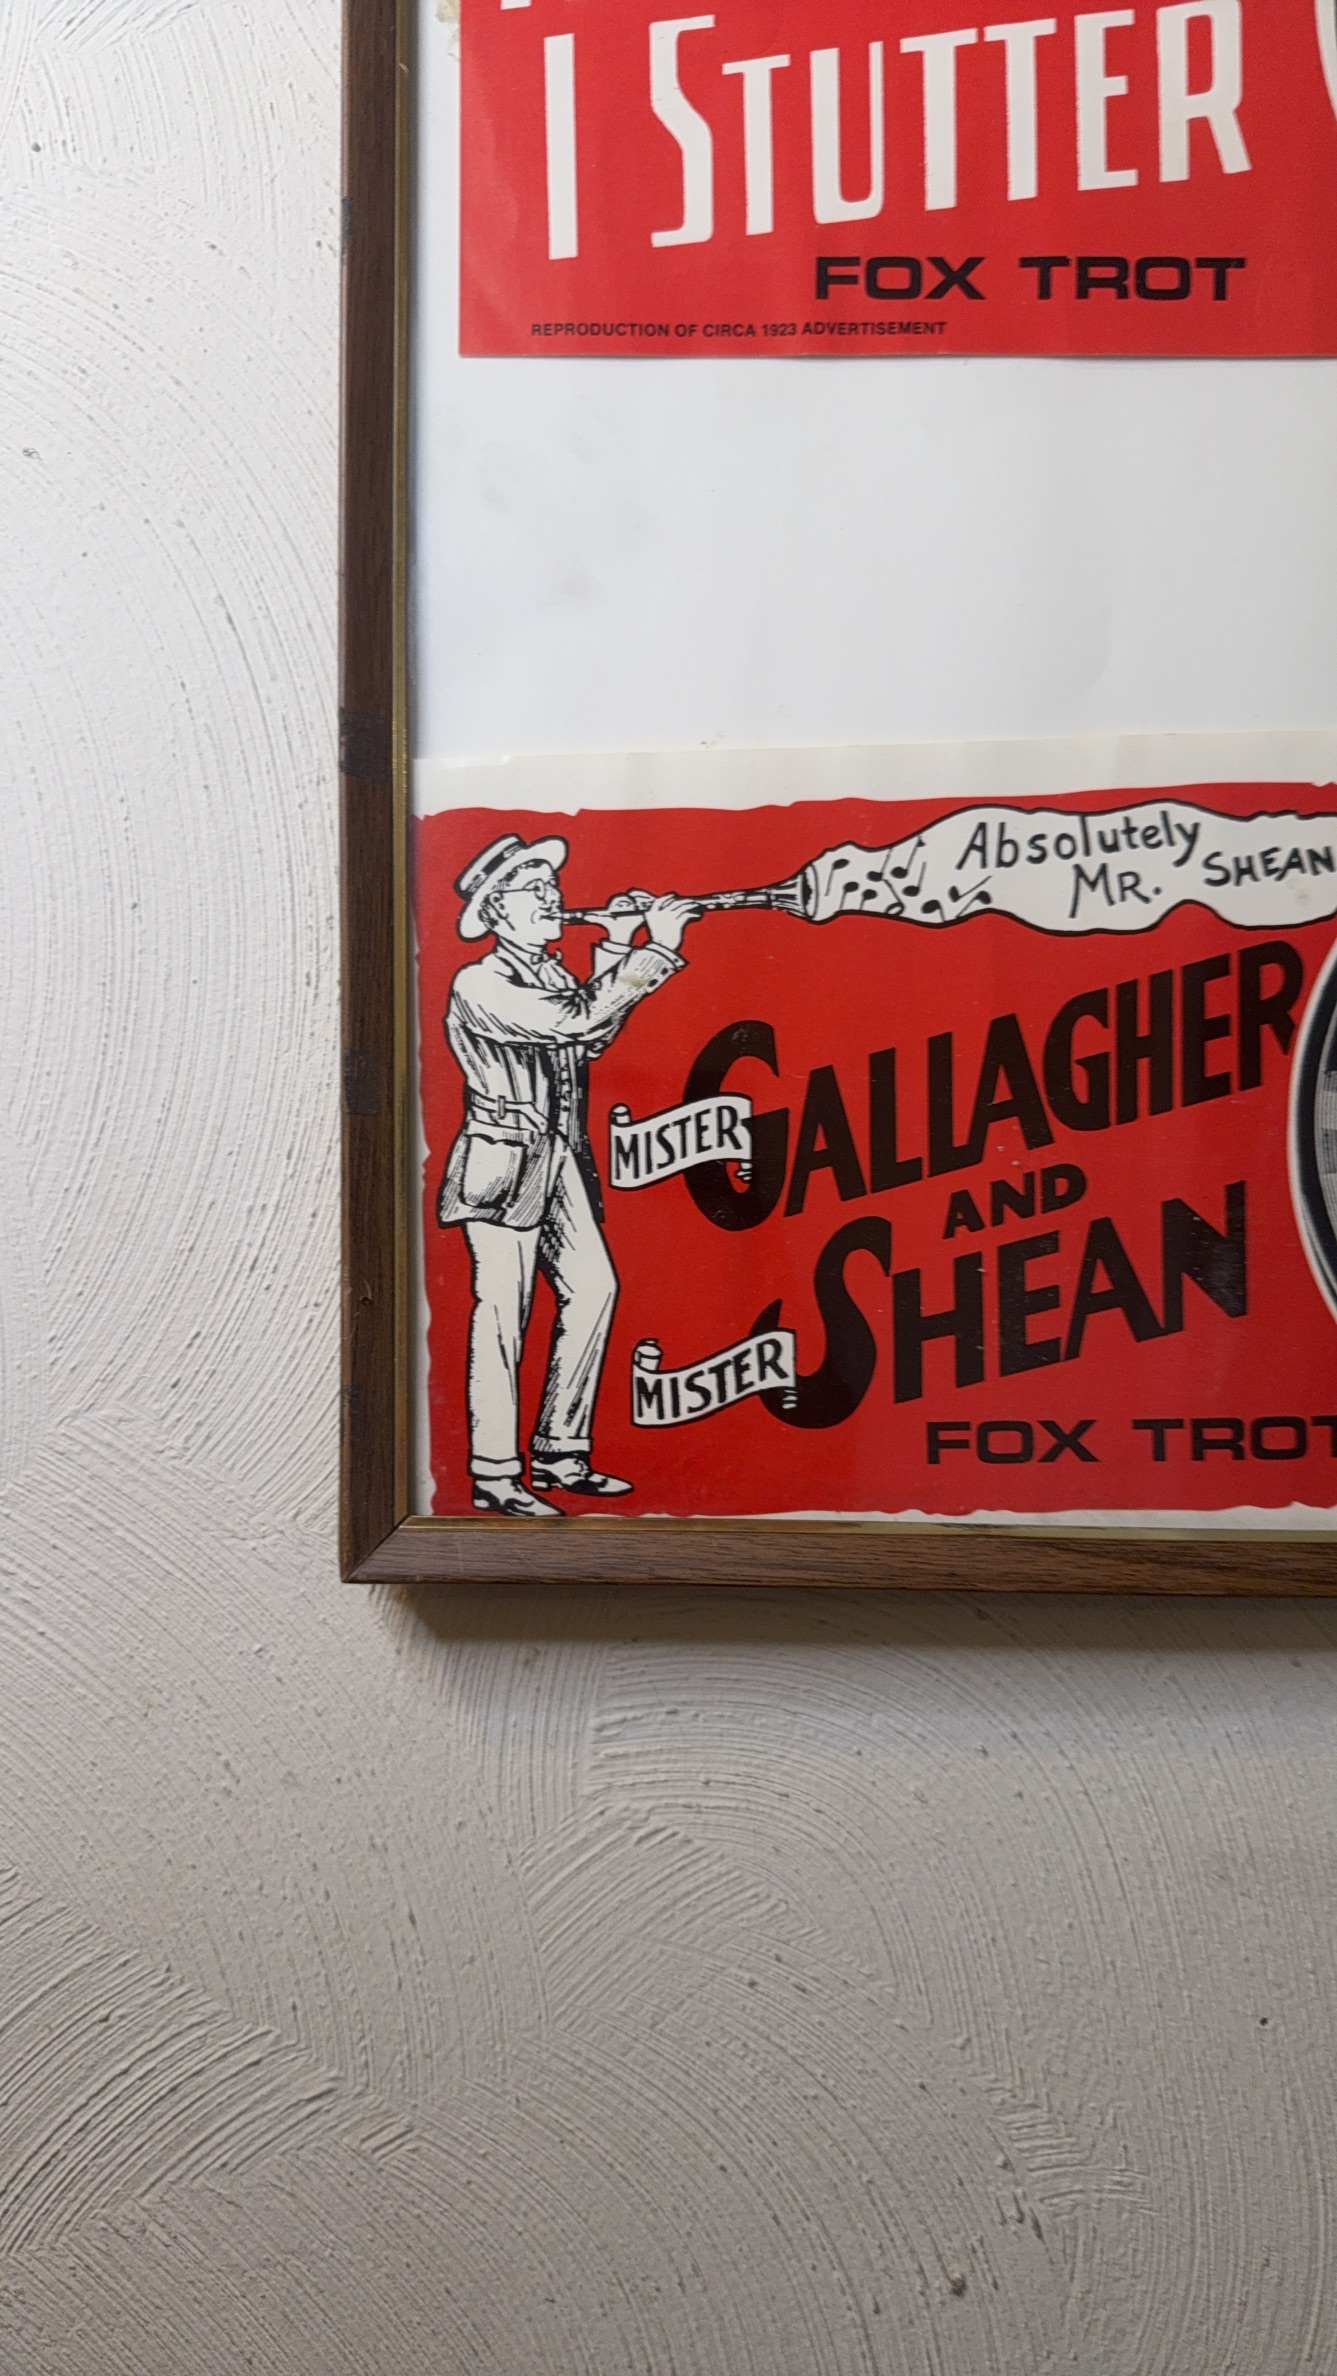 I STUTTER
FOX TROT
REPRODUCTION OF CIRCA 1923 ADVERTISEMENT
Absolutely
MR. SHEAN
MISTER GALLAGHER
AND
MISTER SHEAN
FOX TROT